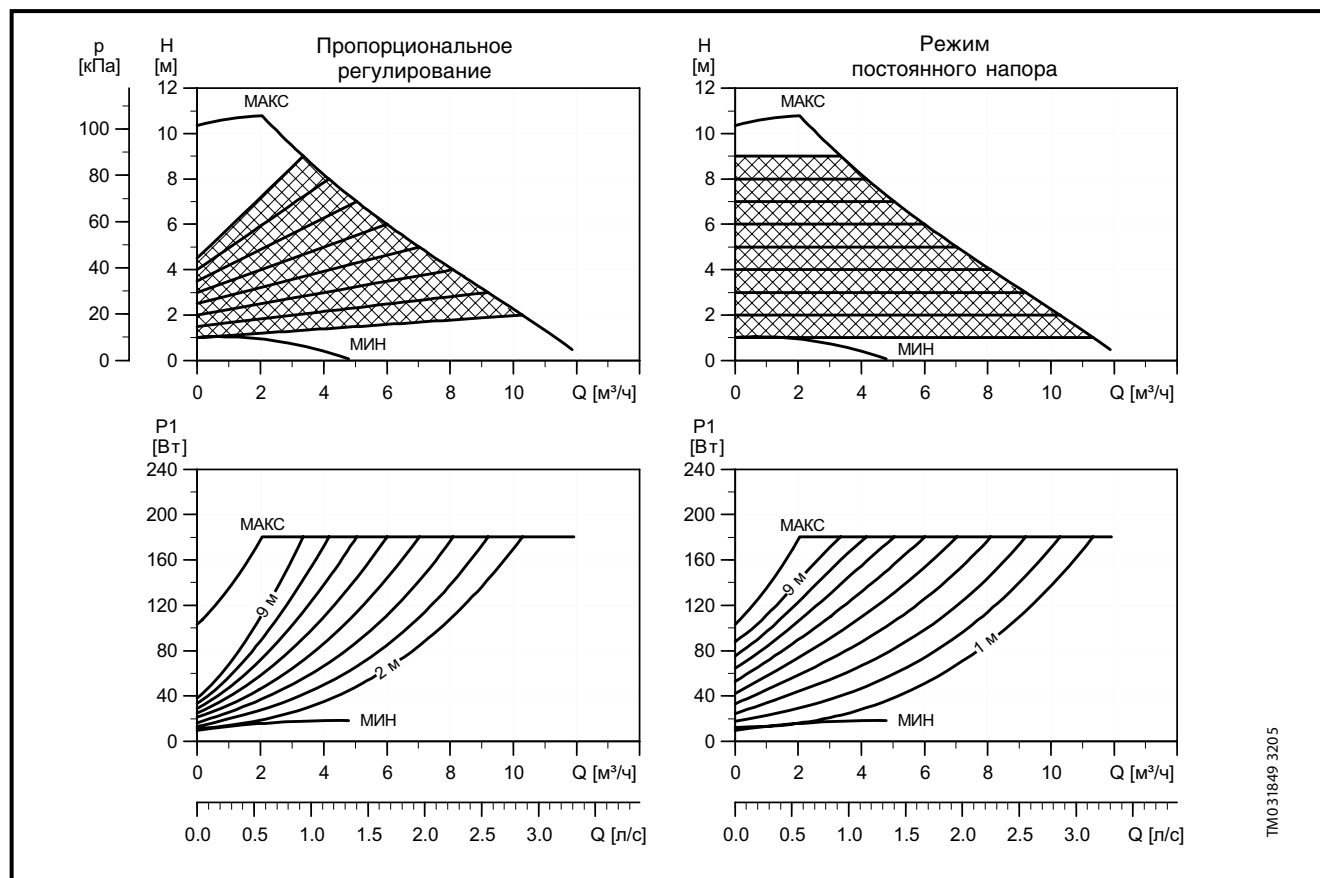 p
[кПа]
H
[м]
Пропорциональное
регулирование
H
[м]
Режим
постоянного напора
12
МАКС
10
8
6
4
2
0
100
80
60
40
20
0
МИН
0 2 4 6 8 10 Q [м³/ч]
12
МАКС
10
8
6
4
2
0
МИН
0 2 4 6 8 10 Q [м³/ч]
P1
[Вт]
240
200
160
120
80
40
0
МАКС
9 м
2 м
МИН
0 2 4 6 8 10 Q [м³/ч]
0.0 0.5 1.0 1.5 2.0 2.5 3.0 Q [л/с]
P1
[Вт]
240
200
160
120
80
40
0
МАКС
9 м
1 м
МИН
0 2 4 6 8 10 Q [м³/ч]
0.0 0.5 1.0 1.5 2.0 2.5 3.0 Q [л/с]
TM03 1849 3205